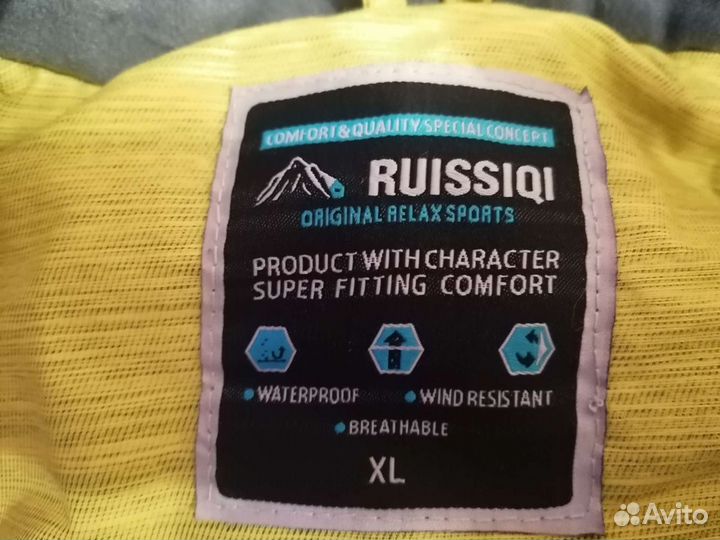 COMFORT&QUALITY SPECIAL CONCEPT
RUISSIQI
ORIGINAL RELAX SPORTS
PRODUCT WITH CHARACTER
SUPER FITTING COMFORT
• WATERPROOF • WIND RESISTANT
• BREATHABLE
XL
Avito